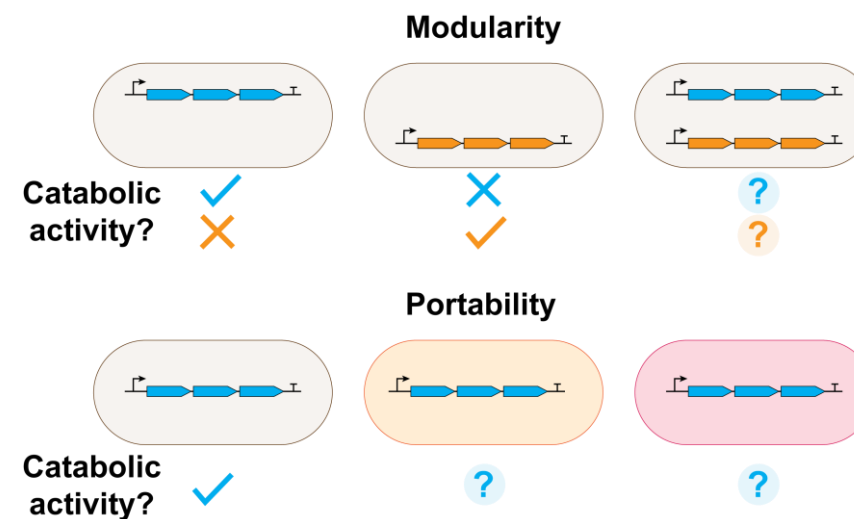 Modularity
Catabolic
activity?
?
?
Portability
Catabolic
activity?
?
?